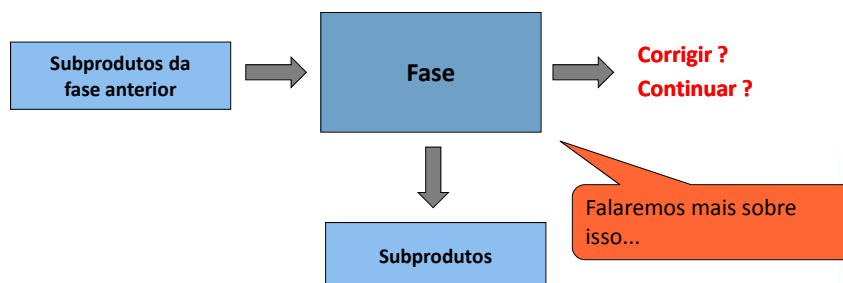 Subprodutos da
fase anterior
Fase
Corrigir ?
Continuar ?
Falaremos mais sobre
isso...
Subprodutos